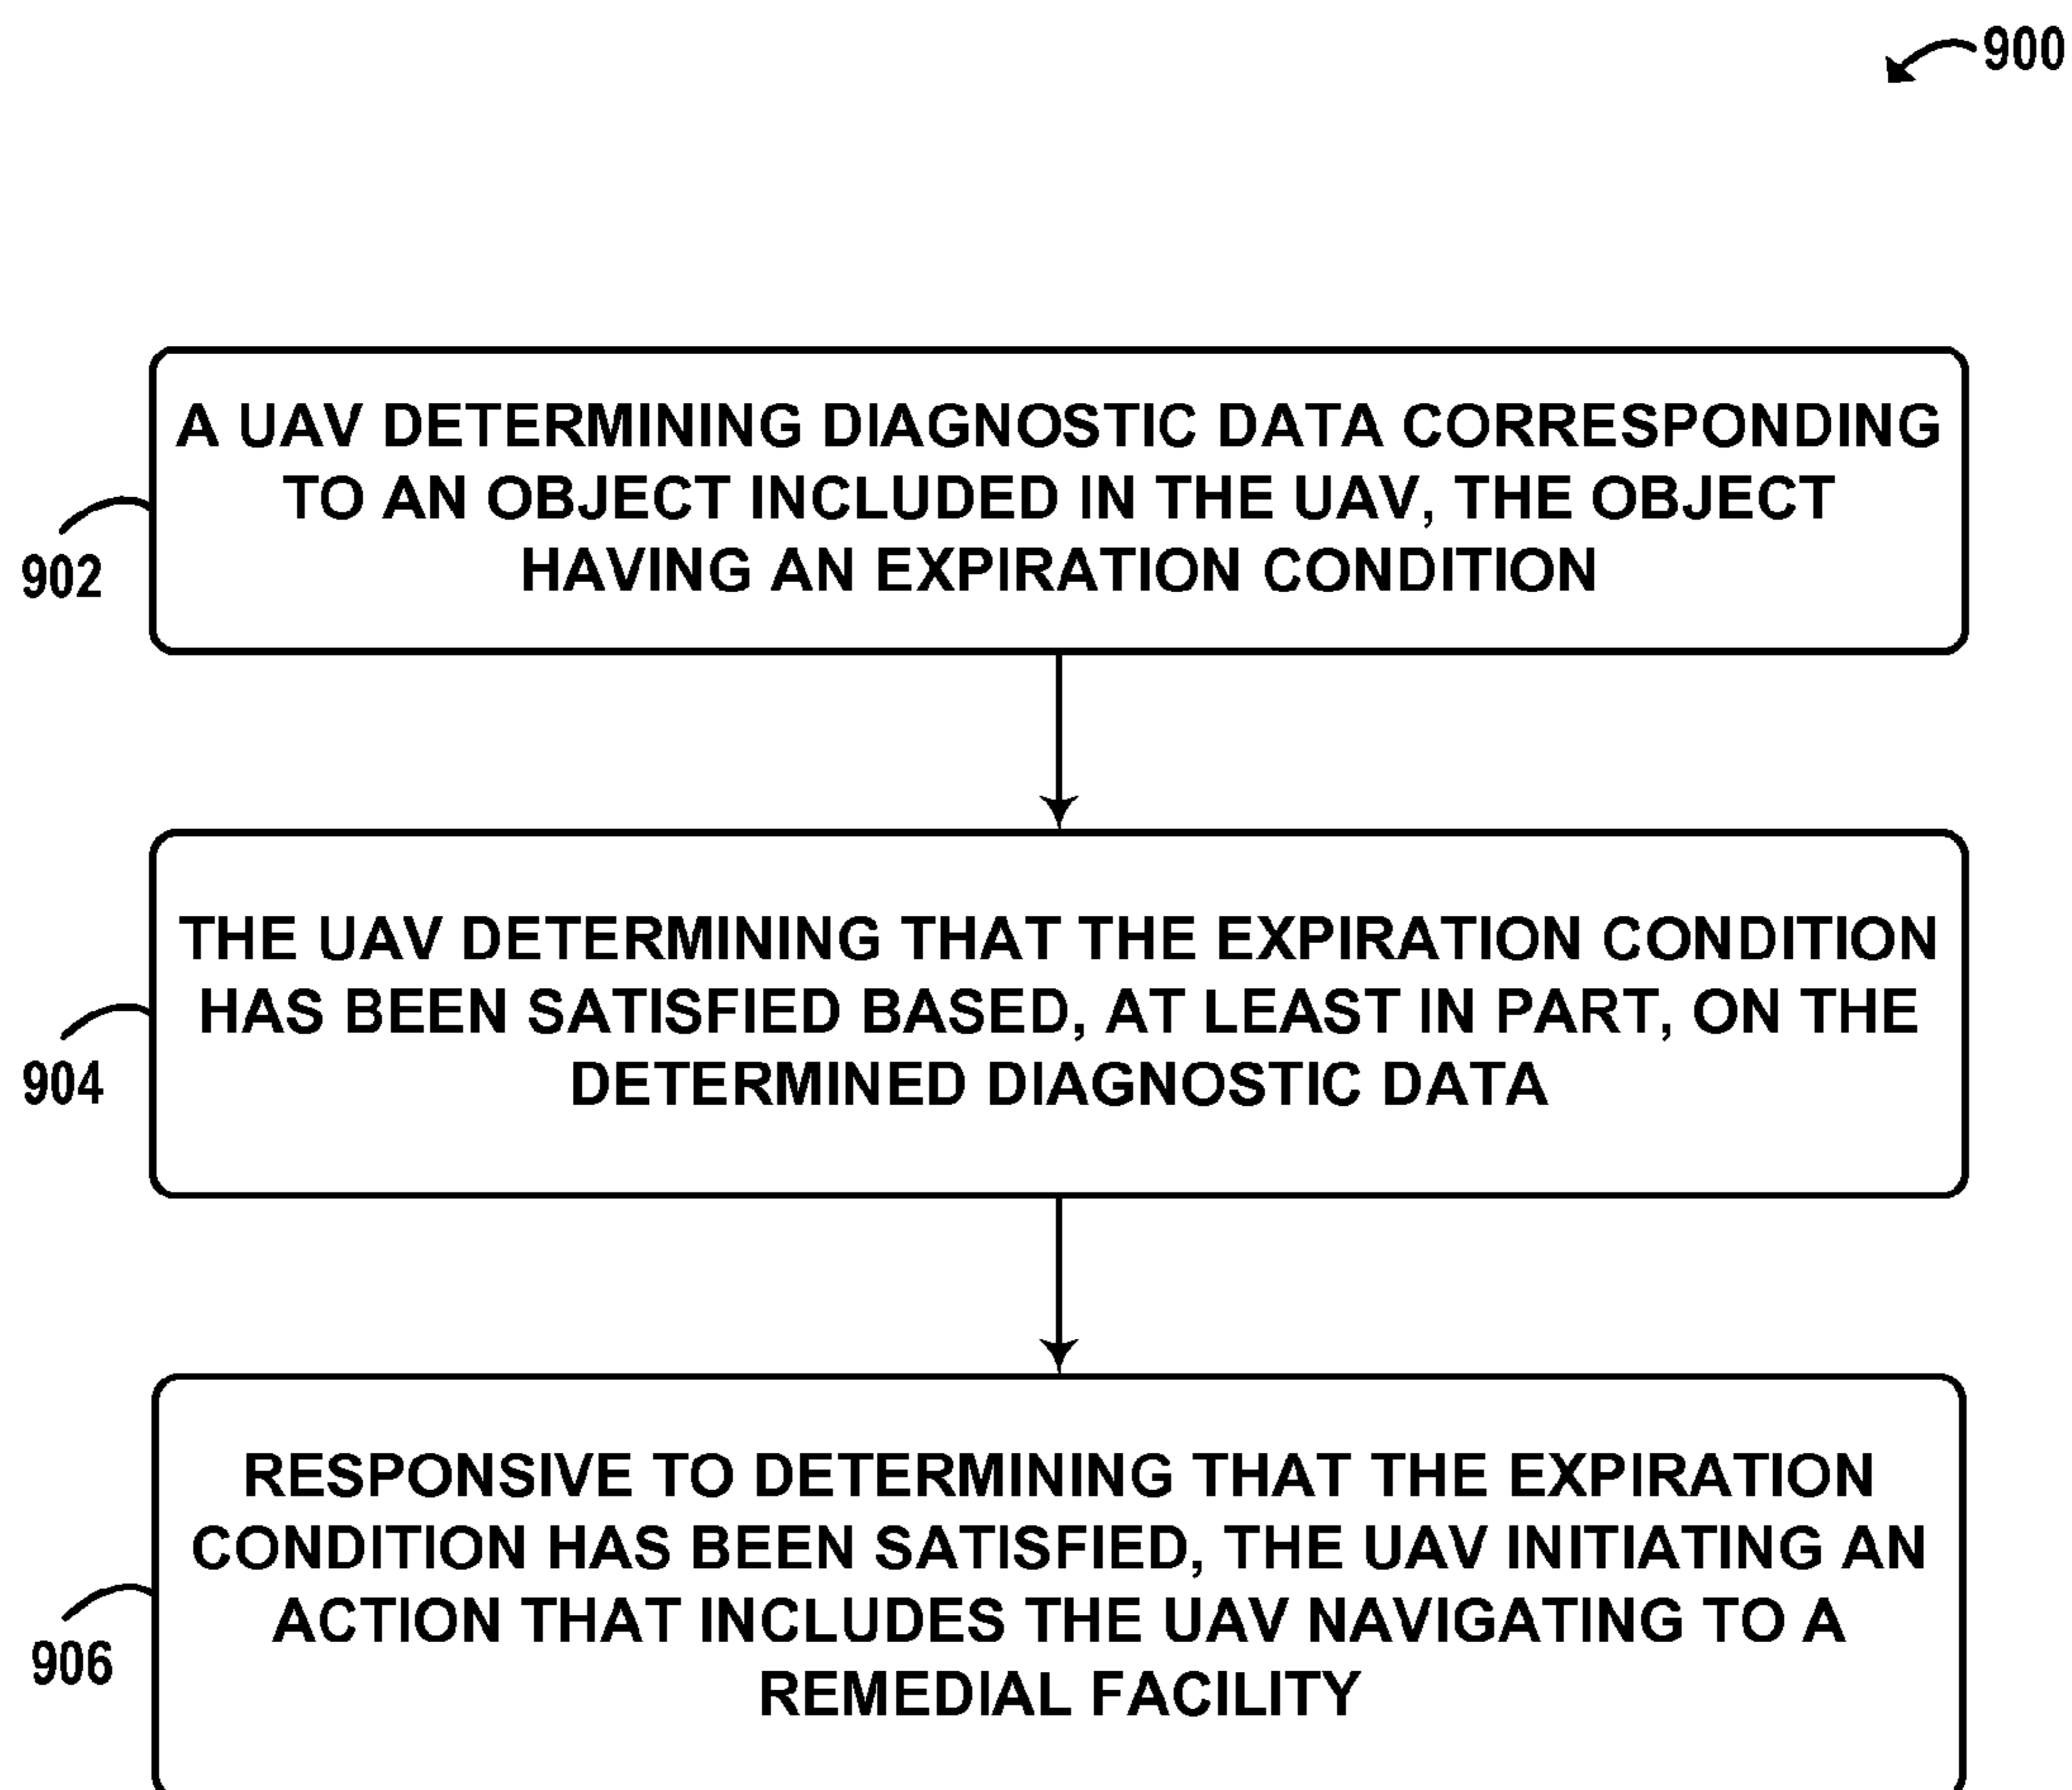 900
A UAV DETERMINING DIAGNOSTIC DATA CORRESPONDING
TO AN OBJECT INCLUDED IN THE UAV, THE OBJECT
HAVING AN EXPIRATION CONDITION
902
THE UAV DETERMINING THAT THE EXPIRATION CONDITION
HAS BEEN SATISFIED BASED, AT LEAST IN PART, ON THE
DETERMINED DIAGNOSTIC DATA
904
RESPONSIVE TO DETERMINING THAT THE EXPIRATION
CONDITION HAS BEEN SATISFIED, THE UAV INITIATING AN
ACTION THAT INCLUDES THE UAV NAVIGATING TO A
REMEDIAL FACILITY
906